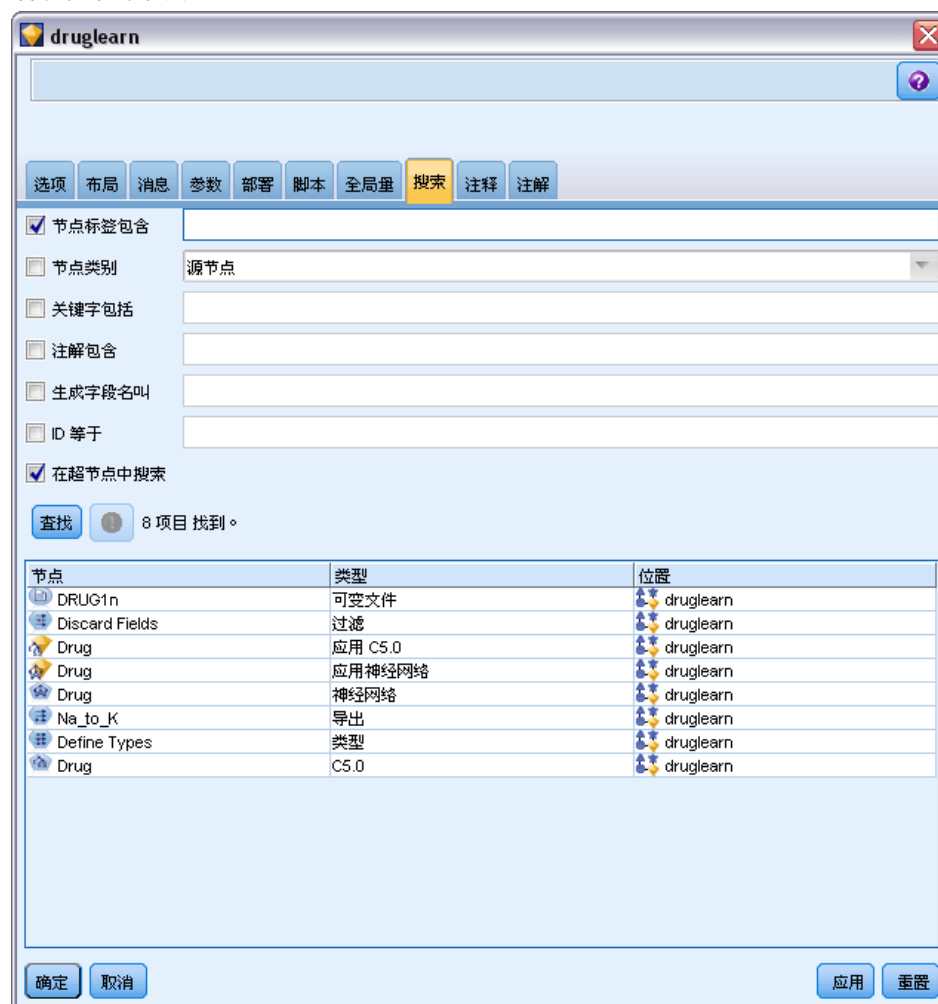 druglearn
选项 布局 消息 参数 部署 脚本 全局量 搜索 注释 注解
节点标签包含
节点类别 源节点
关键字包括
注解包含
生成字段名叫
ID 等于
在超节点中搜索
查找 8 项目 找到。
节点 类型 位置
DRUG1n 可变文件 druglearn
Discard Fields 过滤 druglearn
Drug 应用 C5.0 druglearn
Drug 应用神经网络 druglearn
Drug 神经网络 druglearn
Na_to_K 导出 druglearn
Define Types 类型 druglearn
Drug C5.0 druglearn
确定 取消 应用 重置